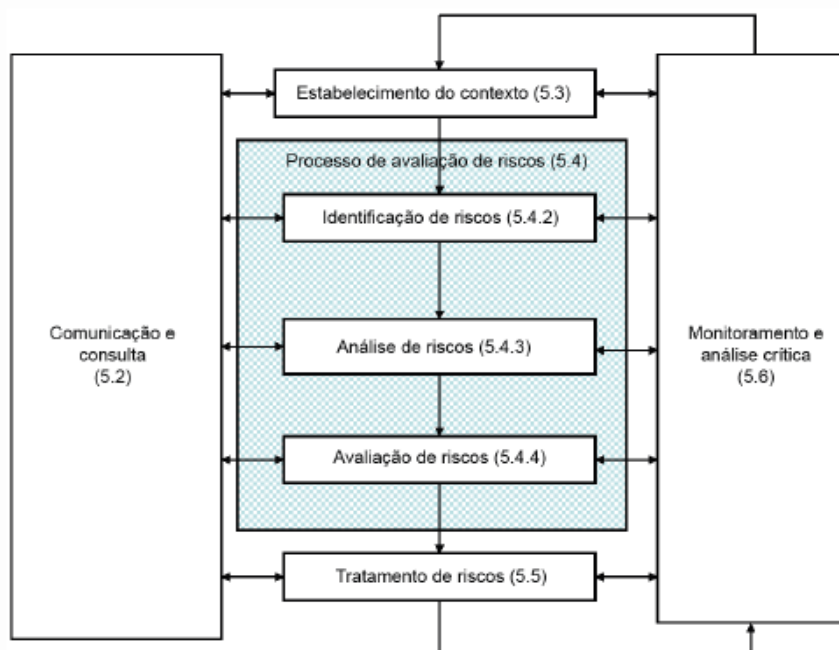 Estabelecimento do contexto (5.3)
Processo de avaliação de riscos (5.4)
Identificação de riscos (5.4.2)
Comunicação e
consulta
(5.2)
Análise de riscos (5.4.3)
Monitoramento e
análise crítica
(5.6)
Avaliação de riscos (5.4.4)
Tratamento de riscos (5.5)